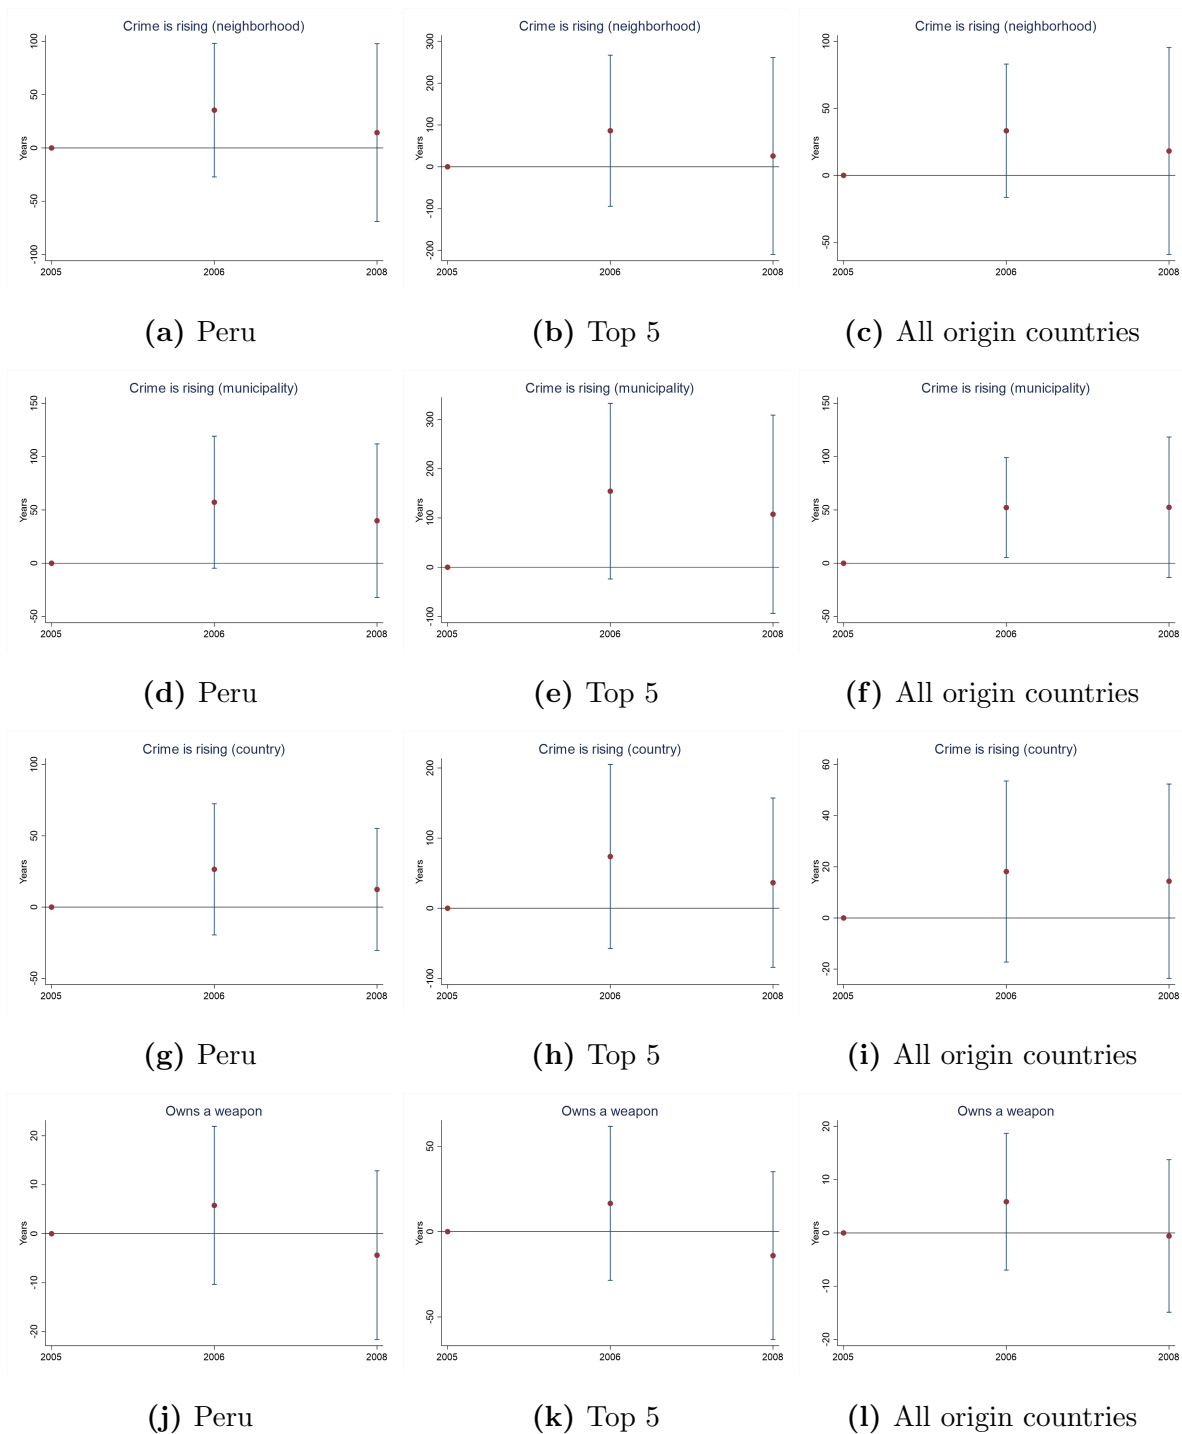 Crime is rising (neighborhood)
Years
100
50
0
-50
-100
2005 2006 2008
(a) Peru
Crime is rising (neighborhood)
Years
300
200
100
0
-100
-200
2005 2006 2008
(b) Top 5
Crime is rising (neighborhood)
Years
100
50
0
-50
2005 2006 2008
(c) All origin countries
Crime is rising (municipality)
Years
150
100
50
0
-50
2005 2006 2008
(d) Peru
Crime is rising (municipality)
Years
300
200
100
0
-100
2005 2006 2008
(e) Top 5
Crime is rising (municipality)
Years
150
100
50
0
-50
2005 2006 2008
(f) All origin countries
Crime is rising (country)
Years
100
50
0
-50
2005 2006 2008
(g) Peru
Crime is rising (country)
Years
200
100
0
-100
2005 2006 2008
(h) Top 5
Crime is rising (country)
Years
60
40
20
0
-20
2005 2006 2008
(i) All origin countries
Owns a weapon
Years
20
10
0
-10
-20
2005 2006 2008
(j) Peru
Owns a weapon
Years
50
0
-50
2005 2006 2008
(k) Top 5
Owns a weapon
Years
20
10
0
-10
-20
2005 2006 2008
(l) All origin countries